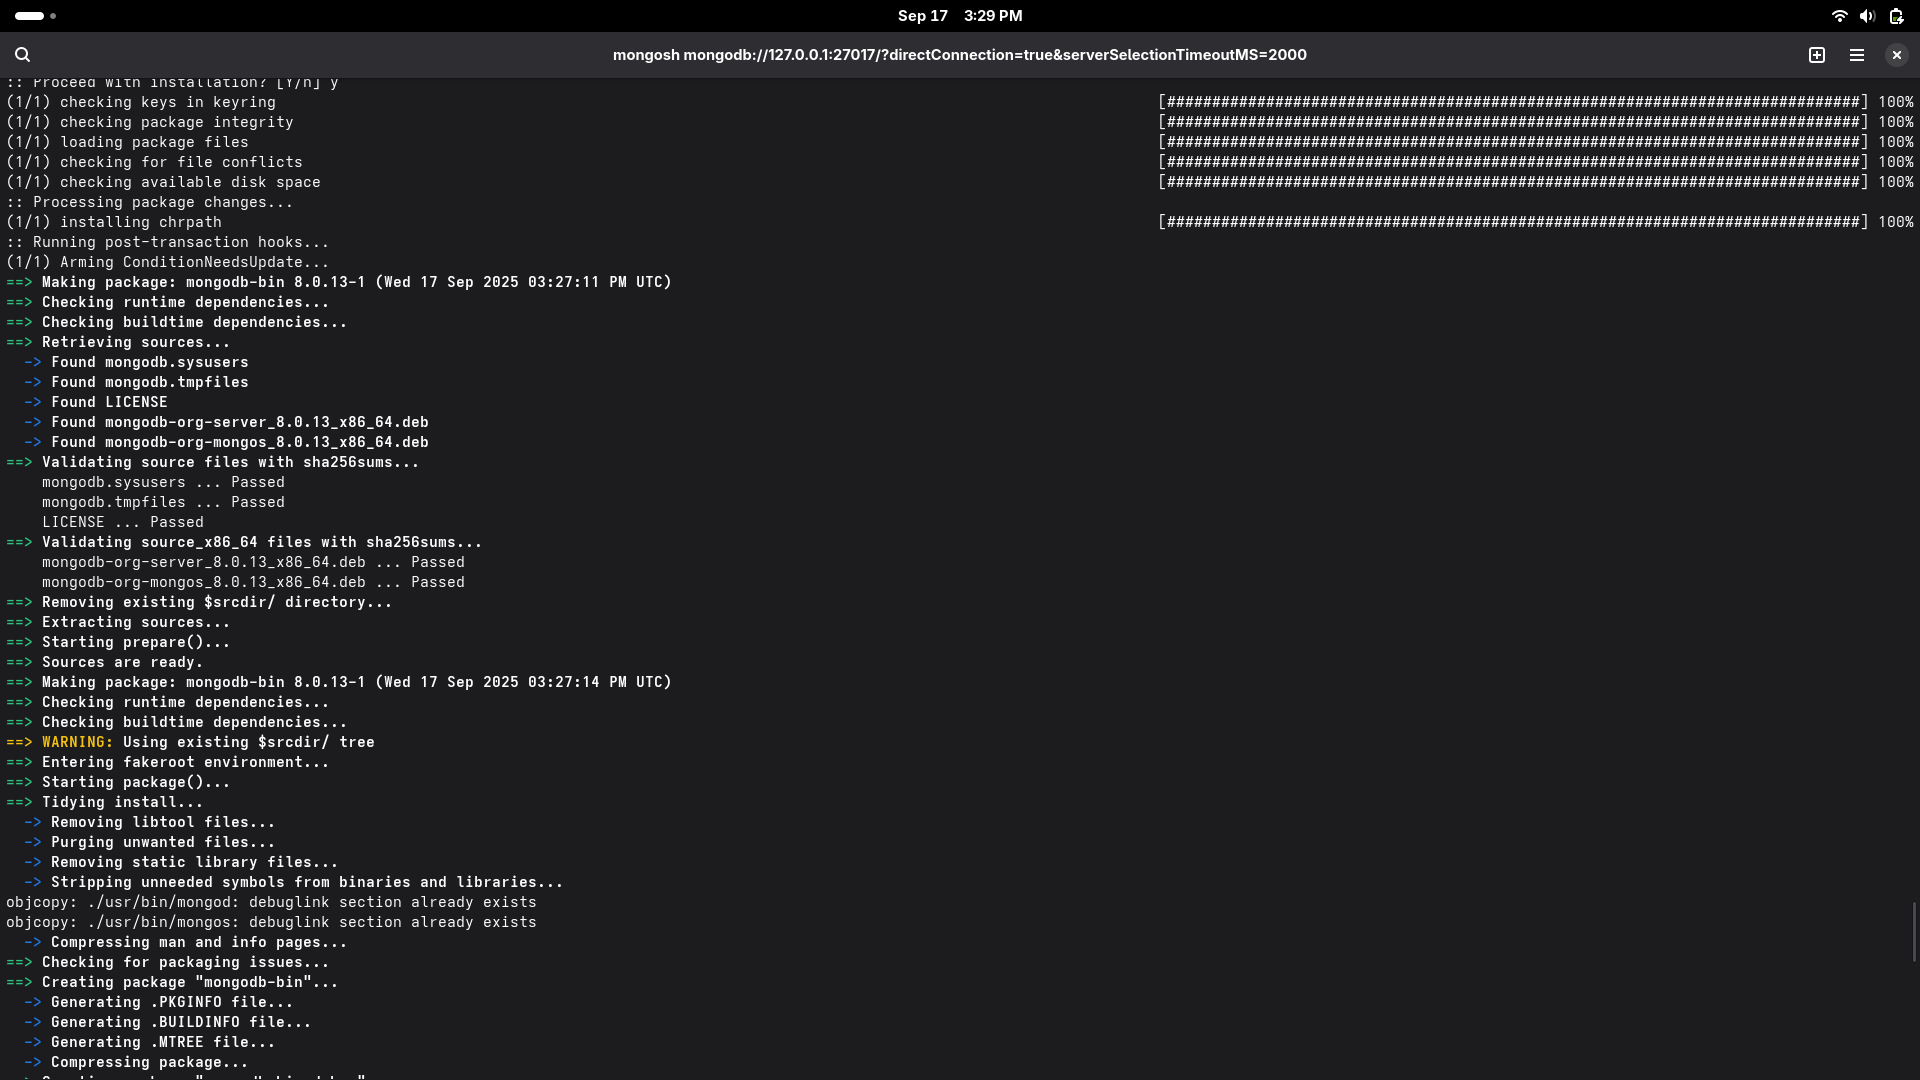 Sep 17 3:29 PM
mongosh mongodb://127.0.0.1:27017/?directConnection=true&serverSelectionTimeoutMS=2000
:: Proceed with installation? [Y/n] y
(1/1) checking keys in keyring [#############################################################################] 100%
(1/1) checking package integrity [#############################################################################] 100%
(1/1) loading package files [#############################################################################] 100%
(1/1) checking for file conflicts [#############################################################################] 100%
(1/1) checking available disk space [#############################################################################] 100%
:: Processing package changes...
(1/1) installing chrpath [#############################################################################] 100%
:: Running post-transaction hooks...
(1/1) Arming ConditionNeedsUpdate...
==> Making package: mongodb-bin 8.0.13-1 (Wed 17 Sep 2025 03:27:11 PM UTC)
==> Checking runtime dependencies...
==> Checking buildtime dependencies...
==> Retrieving sources...
-> Found mongodb.sysusers
-> Found mongodb.tmpfiles
-> Found LICENSE
-> Found mongodb-org-server_8.0.13_x86_64.deb
-> Found mongodb-org-mongos_8.0.13_x86_64.deb
==> Validating source files with sha256sums...
mongodb.sysusers ... Passed
mongodb.tmpfiles ... Passed
LICENSE ... Passed
==> Validating source_x86_64 files with sha256sums...
mongodb-org-server_8.0.13_x86_64.deb ... Passed
mongodb-org-mongos_8.0.13_x86_64.deb ... Passed
==> Removing existing $srcdir/ directory...
==> Extracting sources...
==> Starting prepare()...
==> Sources are ready.
==> Making package: mongodb-bin 8.0.13-1 (Wed 17 Sep 2025 03:27:14 PM UTC)
==> Checking runtime dependencies...
==> Checking buildtime dependencies...
==> WARNING: Using existing $srcdir/ tree
==> Entering fakeroot environment...
==> Starting package()...
==> Tidying install...
-> Removing libtool files...
-> Purging unwanted files...
-> Removing static library files...
-> Stripping unneeded symbols from binaries and libraries...
objcopy: ./usr/bin/mongod: debuglink section already exists
objcopy: ./usr/bin/mongos: debuglink section already exists
-> Compressing man and info pages...
==> Checking for packaging issues...
==> Creating package "mongodb-bin"...
-> Generating .PKGINFO file...
-> Generating .BUILDINFO file...
-> Generating .MTREE file...
-> Compressing package...